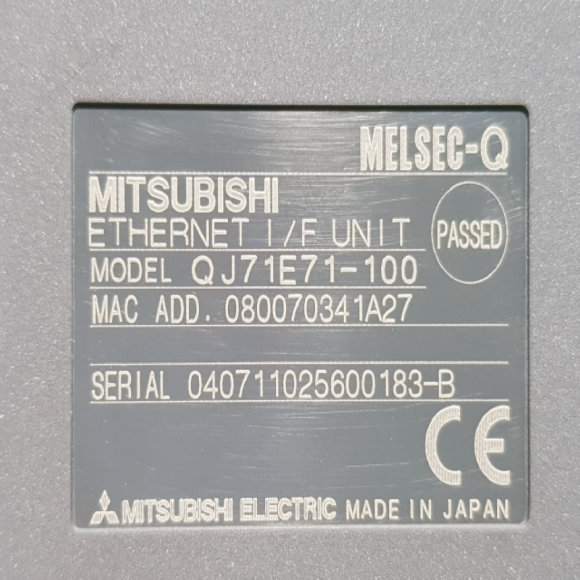 MELSEC-Q
MITSUBISHI
ETHERNET I/F UNIT
PASSED
MODEL QJ71E71-100
MAC ADD. 080070341A27
SERIAL 040711025600183-B
CE
MITSUBISHI ELECTRIC MADE IN JAPAN